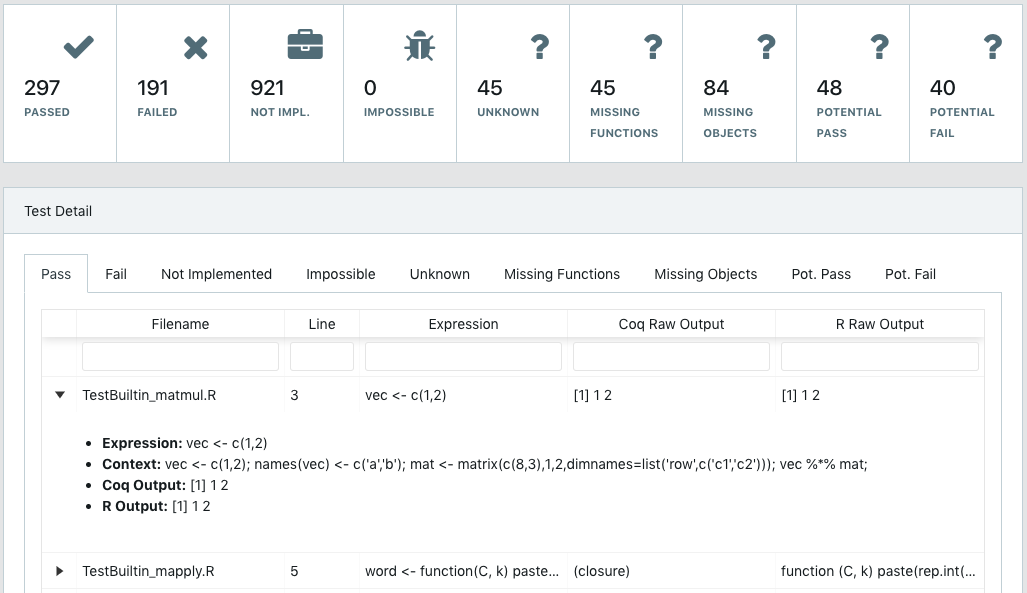 297 191 921 0 45 45 84 48 40
PASSED FAILED NOT IMPL. IMPOSSIBLE UNKNOWN MISSING FUNCTIONS MISSING OBJECTS POTENTIAL PASS POTENTIAL FAIL
Test Detail
Pass Fail Not Implemented Impossible Unknown Missing Functions Missing Objects Pot. Pass Pot. Fail
Filename Line Expression Coq Raw Output R Raw Output
TestBuiltin_matmul.R 3 vec <- c(1,2) [1] 1 2 [1] 1 2
• Expression: vec <- c(1,2)
• Context: vec <- c(1,2); names(vec) <- c('a','b'); mat <- matrix(c(8,3),1,2,dimnames=list('row',c('c1','c2'))); vec %*% mat;
• Coq Output: [1] 1 2
• R Output: [1] 1 2
TestBuiltin_mapply.R 5 word <- function(C, k) paste... (closure) function (C, k) paste(rep.int(...